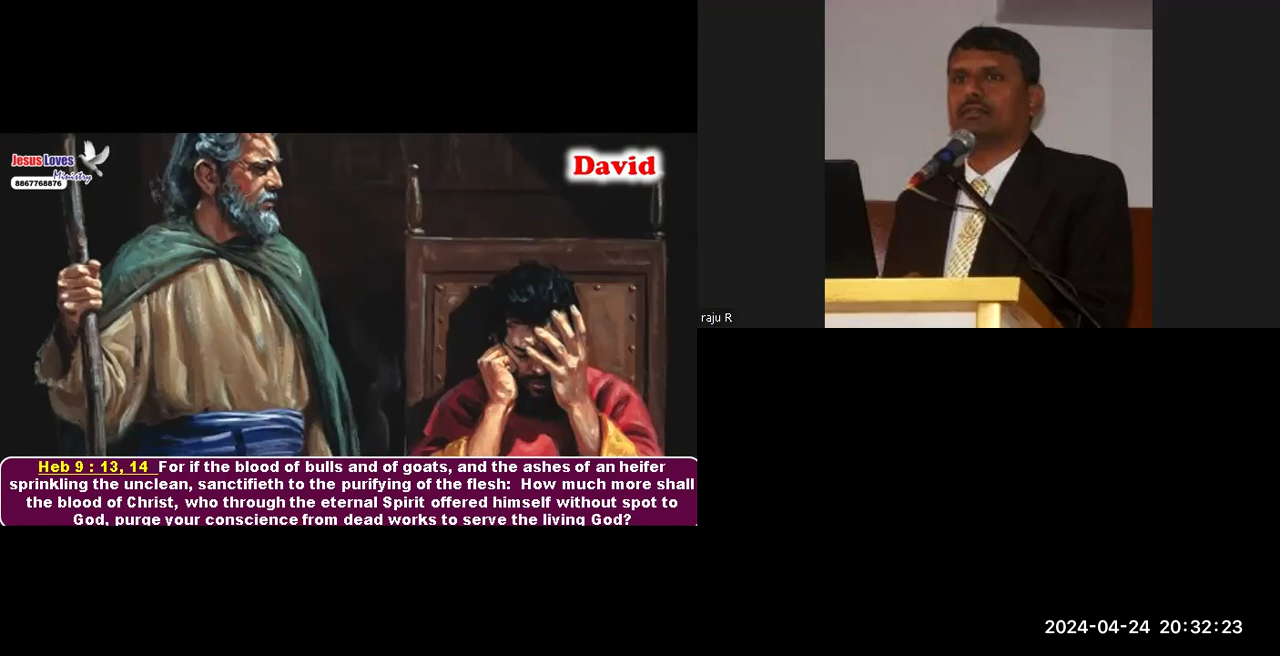 Jesus Loves
Ministry
8867768876
David
raju R
Heb 9 : 13, 14 For if the blood of bulls and of goats, and the ashes of an heifer
sprinkling the unclean, sanctifieth to the purifying of the flesh: How much more shall
the blood of Christ, who through the eternal Spirit offered himself without spot to
God, purge your conscience from dead works to serve the living God?
2024-04-24 20:32:23